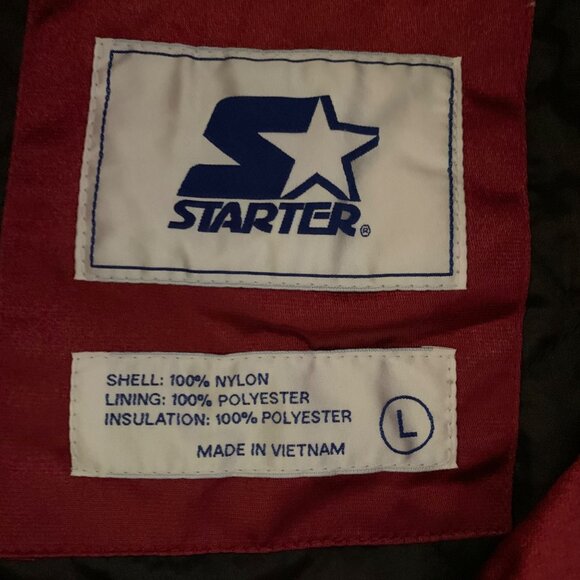 STARTER®
SHELL: 100% NYLON
LINING: 100% POLYESTER
INSULATION: 100% POLYESTER
L
MADE IN VIETNAM